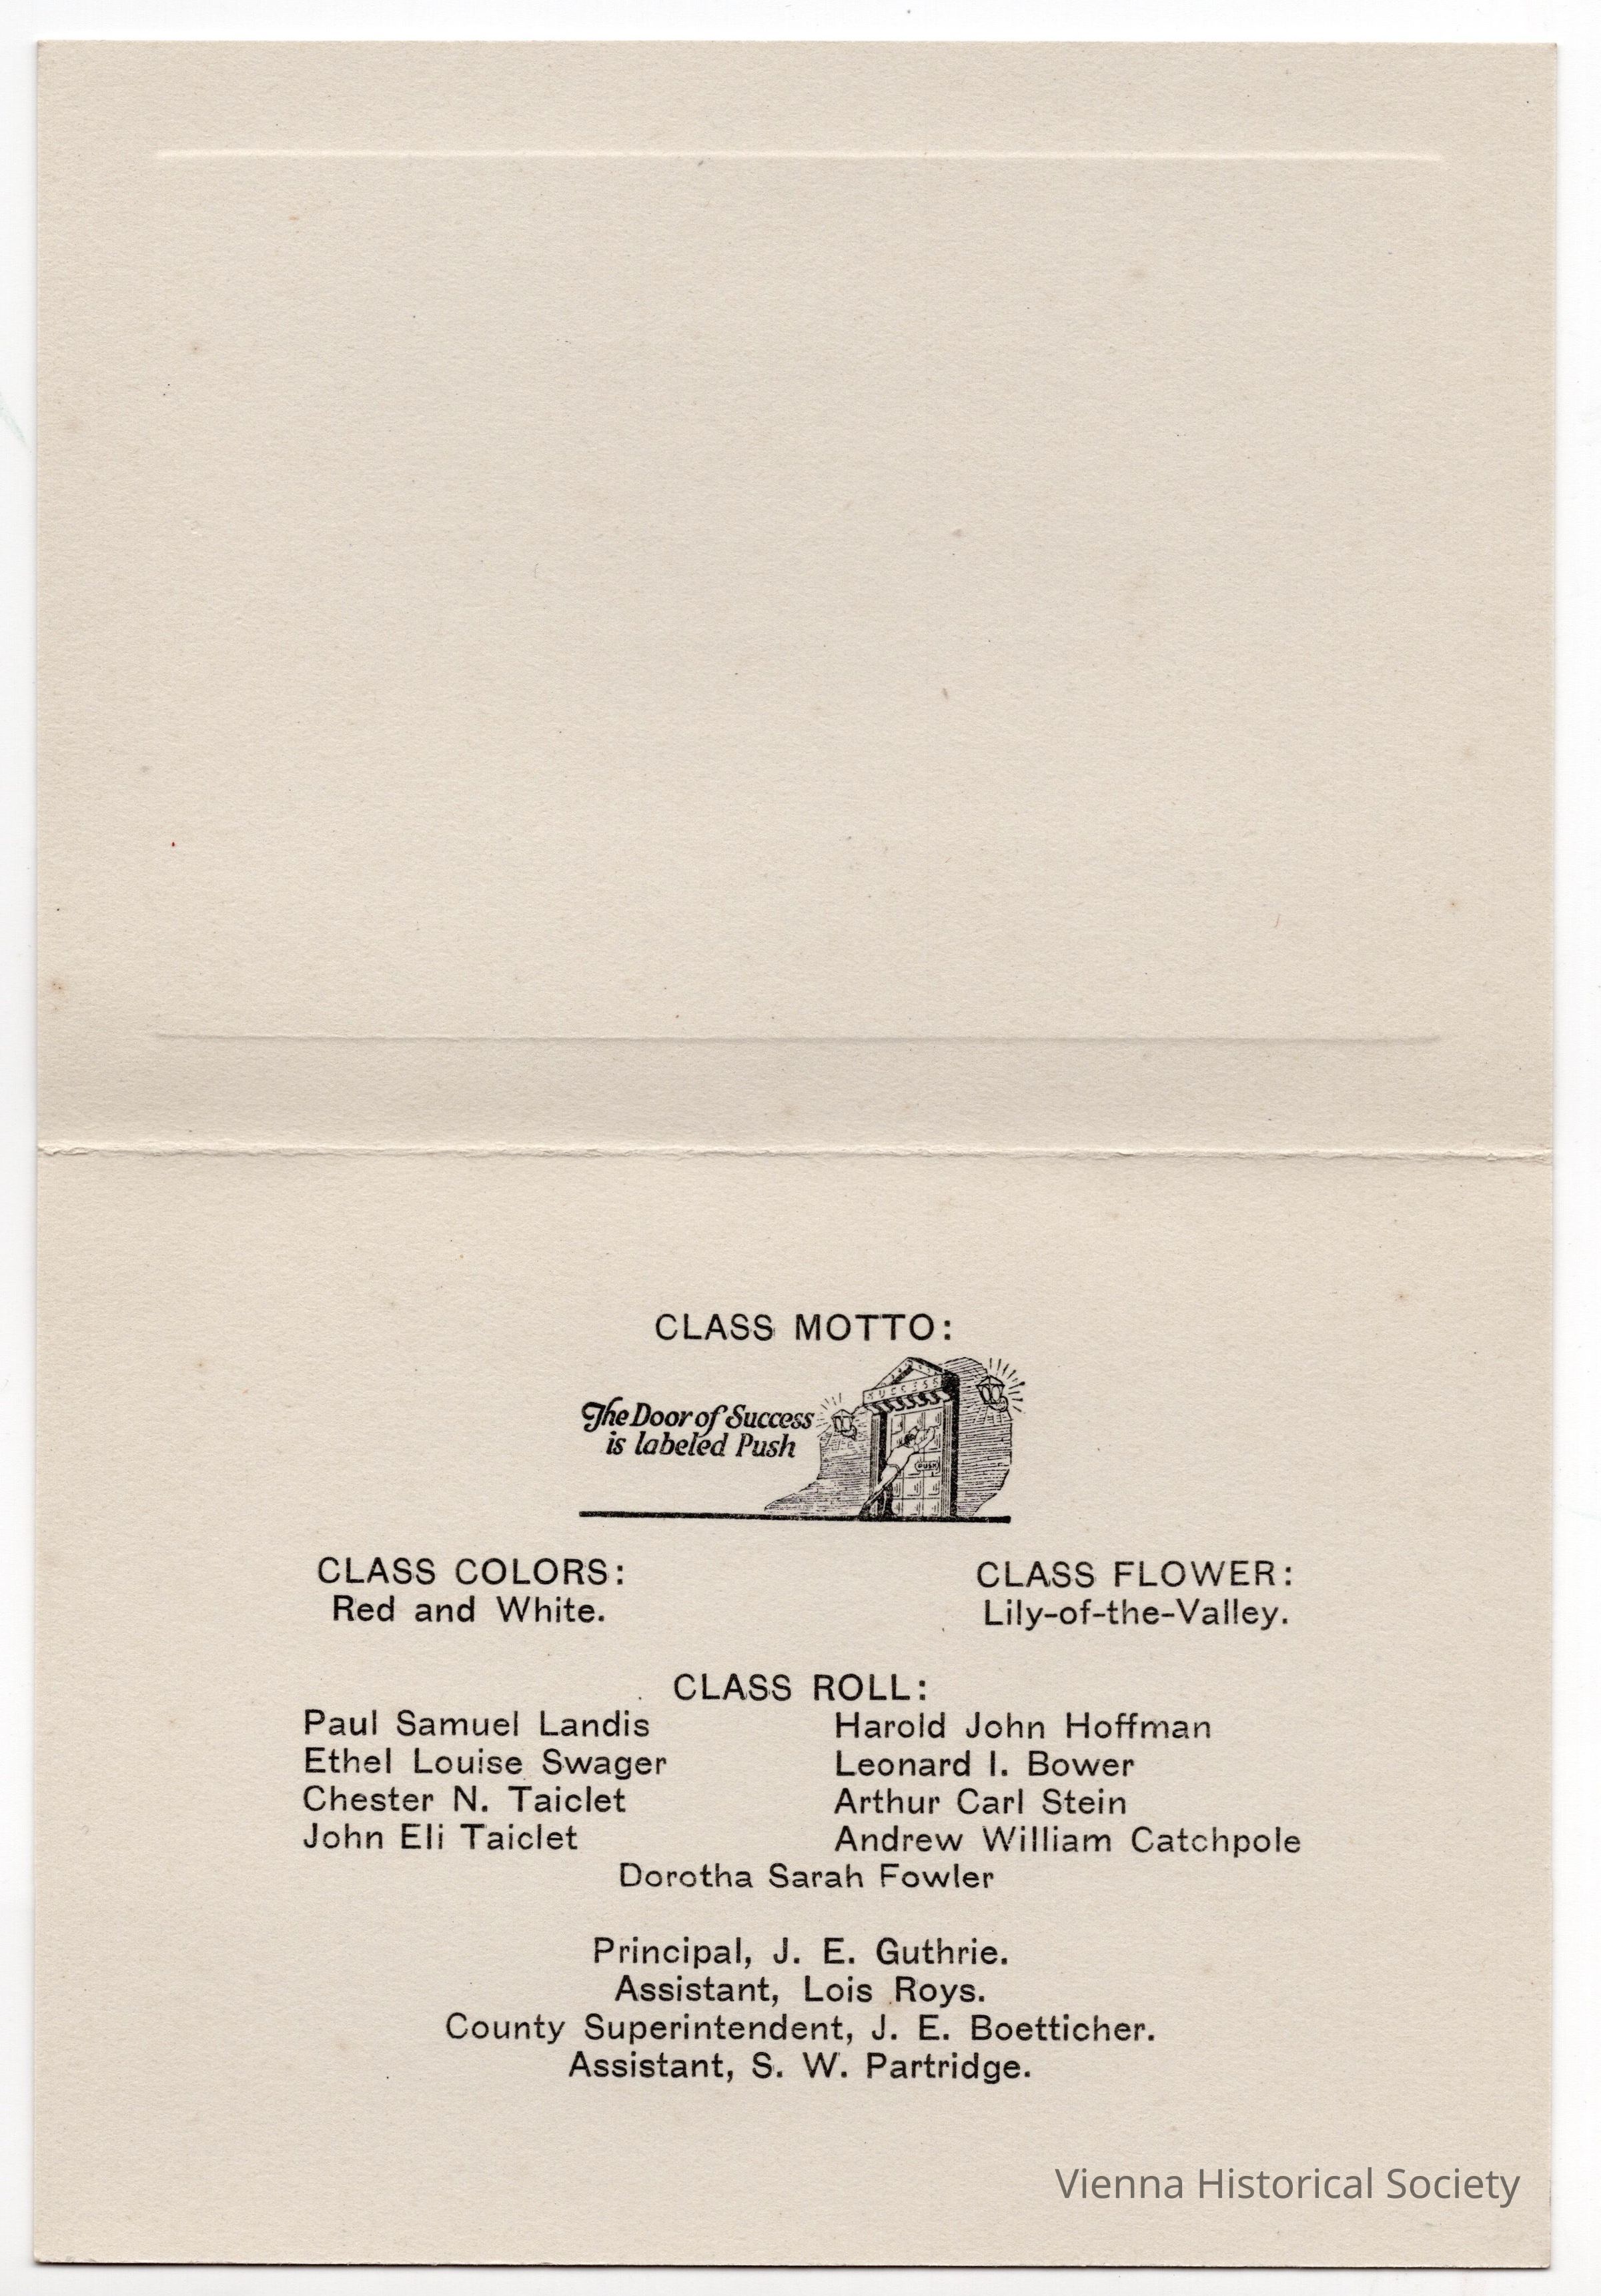 CLASS MOTTO:
SUCCESS
The Door of Success
is labeled Push
PUSH
CLASS COLORS:
Red and White.
CLASS FLOWER:
Lily-of-the-Valley.
CLASS ROLL:
Paul Samuel Landis
Ethel Louise Swager
Chester N. Taiclet
John Eli Taiclet
Harold John Hoffman
Leonard I. Bower
Arthur Carl Stein
Andrew William Catchpole
Dorotha Sarah Fowler
Principal, J. E. Guthrie.
Assistant, Lois Roys.
County Superintendent, J. E. Boetticher.
Assistant, S. W. Partridge.
Vienna Historical Society